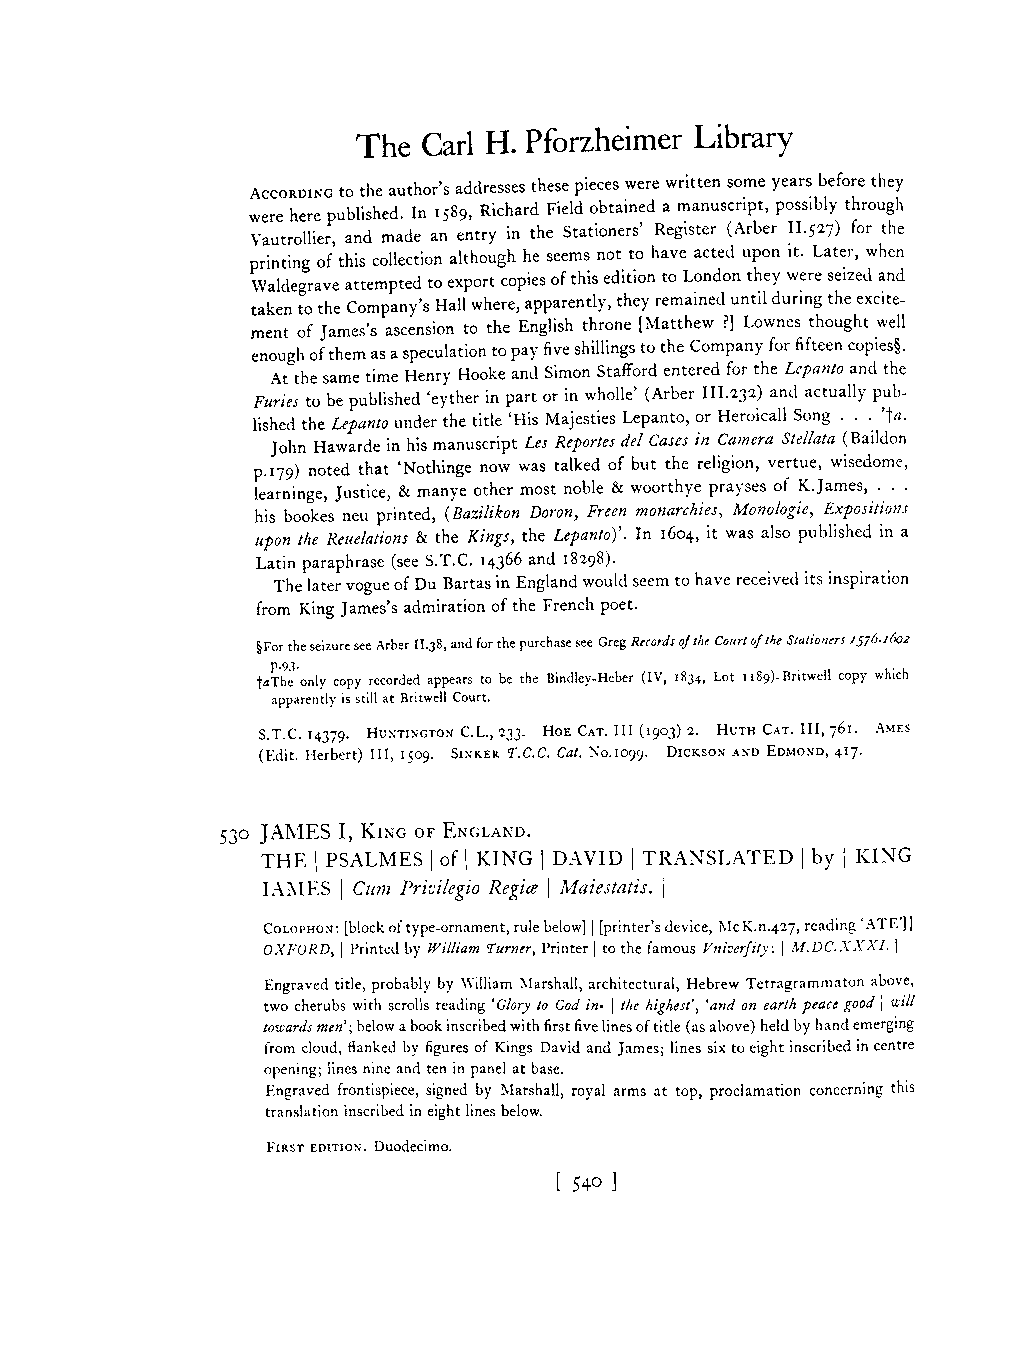 The Carl H. Pforzheimer Library
ACCORDING to the author's addresses these pieces were written some years before they
were here published. In 1589, Richard Field obtained a manuscript, possibly through
Vautrollier, and made an entry in the Stationers' Register (Arber II.527) for the
printing of this collection although he seems not to have acted upon it. Later, when
Waldegrave attempted to export copies of this edition to London they were seized and
taken to the Company's Hall where, apparently, they remained until during the excite-
ment of James's ascension to the English throne [Matthew ?] Lownes thought well
enough of them as a speculation to pay five shillings to the Company for fifteen copies§.
At the same time Henry Hooke and Simon Stafford entered for the Lepanto and the
Furies to be published 'eyther in part or in wholle' (Arber III.232) and actually pub-
lished the Lepanto under the title 'His Majesties Lepanto, or Heroicall Song . . . '†a.
John Hawarde in his manuscript Les Reportes del Cases in Camera Stellata (Baildon
p.179) noted that 'Nothinge now was talked of but the religion, vertue, wisedome,
learninge, Justice, & manye other most noble & woorthye prayses of K.James, . . .
his bookes neu printed, (Bazilikon Doron, Freen monarchies, Monologie, Expositions
upon the Reuelations & the Kings, the Lepanto)'. In 1604, it was also published in a
Latin paraphrase (see S.T.C. 14366 and 18298).
The later vogue of Du Bartas in England would seem to have received its inspiration
from King James's admiration of the French poet.
§For the seizure see Arber II.38, and for the purchase see Greg Records of the Court of the Stationers 1576-1602
p.93.
†aThe only copy recorded appears to be the Bindley-Heber (IV, 1834, Lot 1189)-Britwell copy which
apparently is still at Britwell Court.
S.T.C. 14379. HUNTINGTON C.L., 233. HOE CAT. III (1903) 2. HUTH CAT. III, 761. AMES
(Edit. Herbert) III, 1509. SINKER T.C.C. Cat. No.1099. DICKSON AND EDMOND, 417.
530 JAMES I, KING OF ENGLAND.
THE | PSALMES | of | KING | DAVID | TRANSLATED | by | KING
IAMES | Cum Privilegio Regiæ | Maiestatis. |
COLOPHON: [block of type-ornament, rule below] | [printer's device, McK.n.427, reading 'ATE']]
OXFORD, | Printed by William Turner, Printer | to the famous Vniverſity: | M.DC.XXXI. |
Engraved title, probably by William Marshall, architectural, Hebrew Tetragrammaton above,
two cherubs with scrolls reading 'Glory to God in· | the highest', 'and on earth peace good | will
towards men'; below a book inscribed with first five lines of title (as above) held by hand emerging
from cloud, flanked by figures of Kings David and James; lines six to eight inscribed in centre
opening; lines nine and ten in panel at base.
Engraved frontispiece, signed by Marshall, royal arms at top, proclamation concerning this
translation inscribed in eight lines below.
FIRST EDITION. Duodecimo.
[ 540 ]